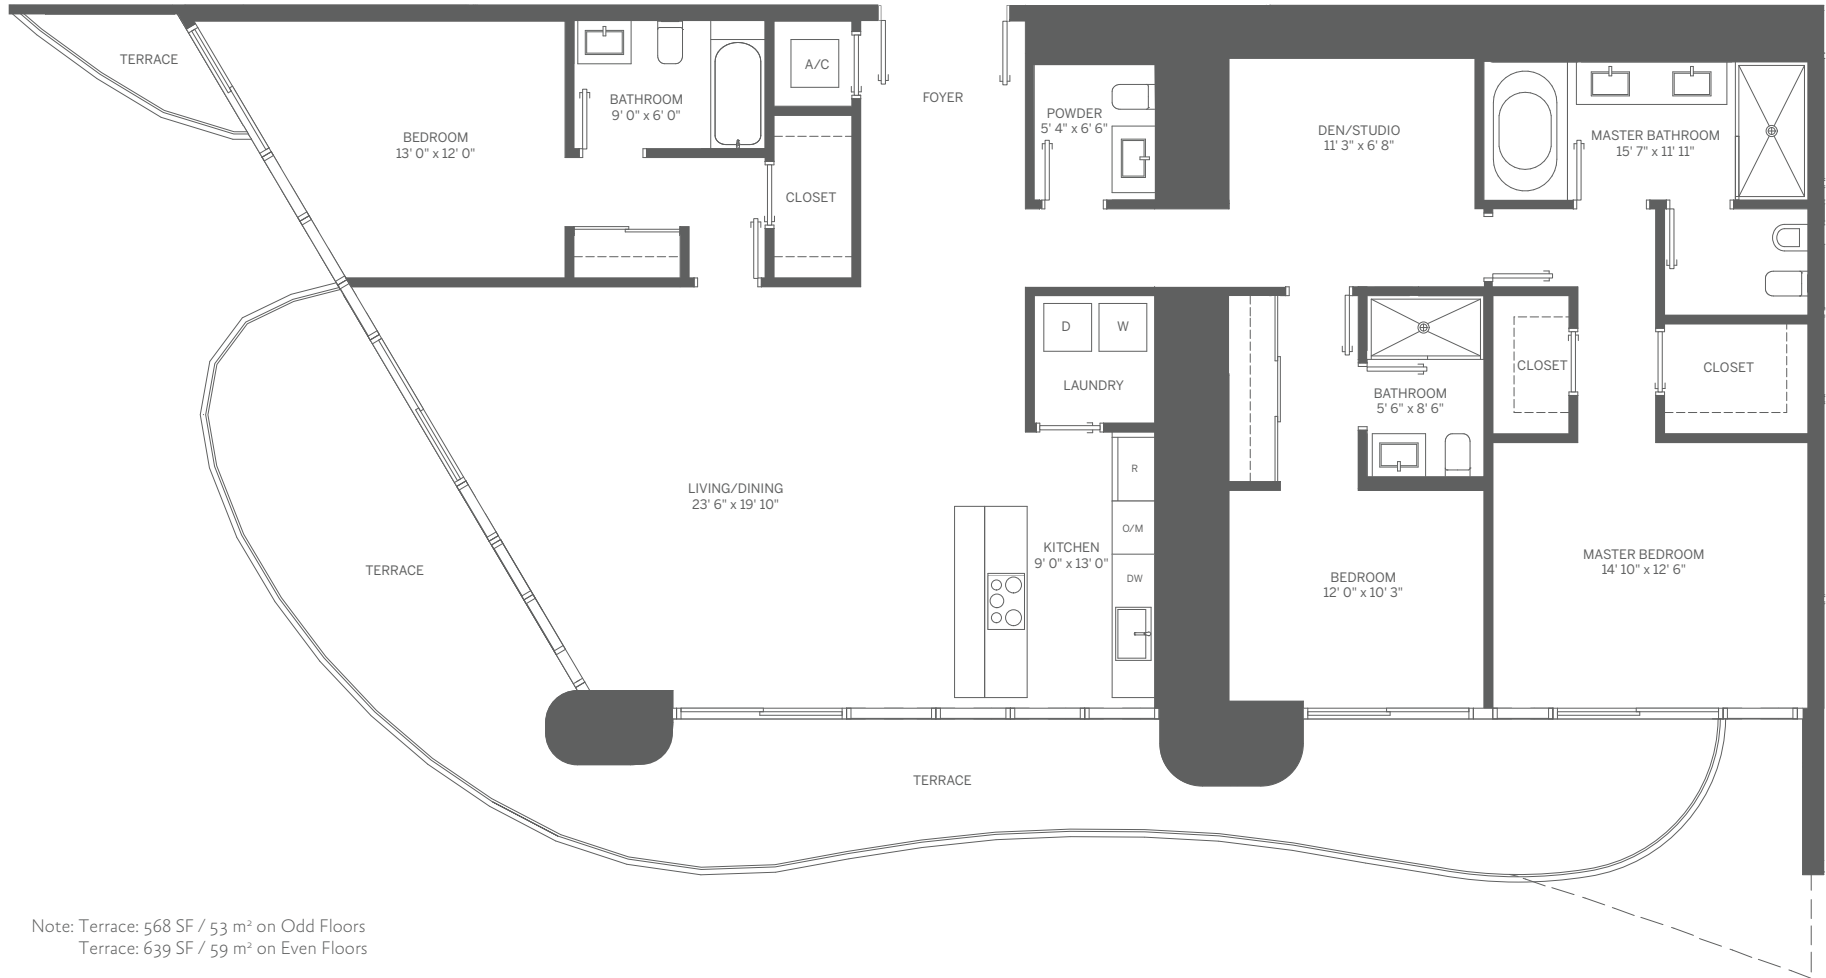 TERRACE
BEDROOM
13' 0" x 12' 0"
BATHROOM
9' 0" x 6' 0"
A/C
CLOSET
FOYER
POWDER
5' 4" x 6' 6"
DEN/STUDIO
11' 3" x 6' 8"
MASTER BATHROOM
15' 7" x 11' 11"
D
W
LAUNDRY
BATHROOM
5' 6" x 8' 6"
CLOSET
CLOSET
LIVING/DINING
23' 6" x 19' 10"
R
O/M
KITCHEN
9' 0" x 13' 0"
DW
TERRACE
BEDROOM
12' 0" x 10' 3"
MASTER BEDROOM
14' 10" x 12' 6"
TERRACE
Note: Terrace: 568 SF / 53 m² on Odd Floors
Terrace: 639 SF / 59 m² on Even Floors